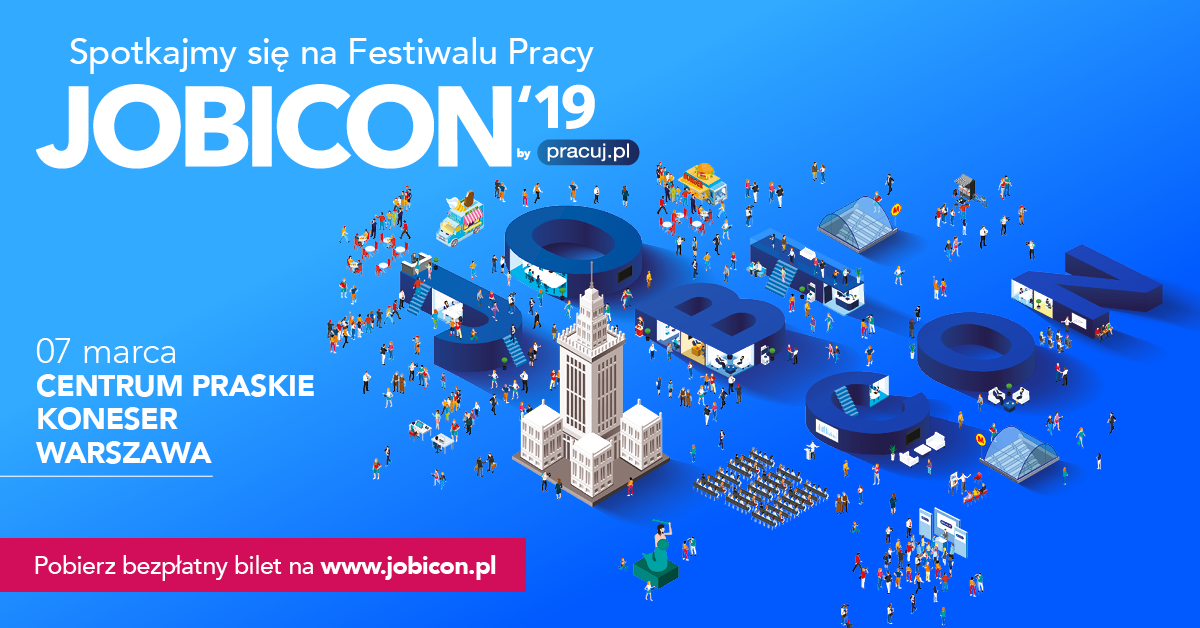 Spotkajmy się na Festiwalu Pracy
JOBICON'19
by pracuj.pl
07 marca
CENTRUM PRASKIE
KONESER
WARSZAWA
Pobierz bezpłatny bilet na www.jobicon.pl
JOBICON